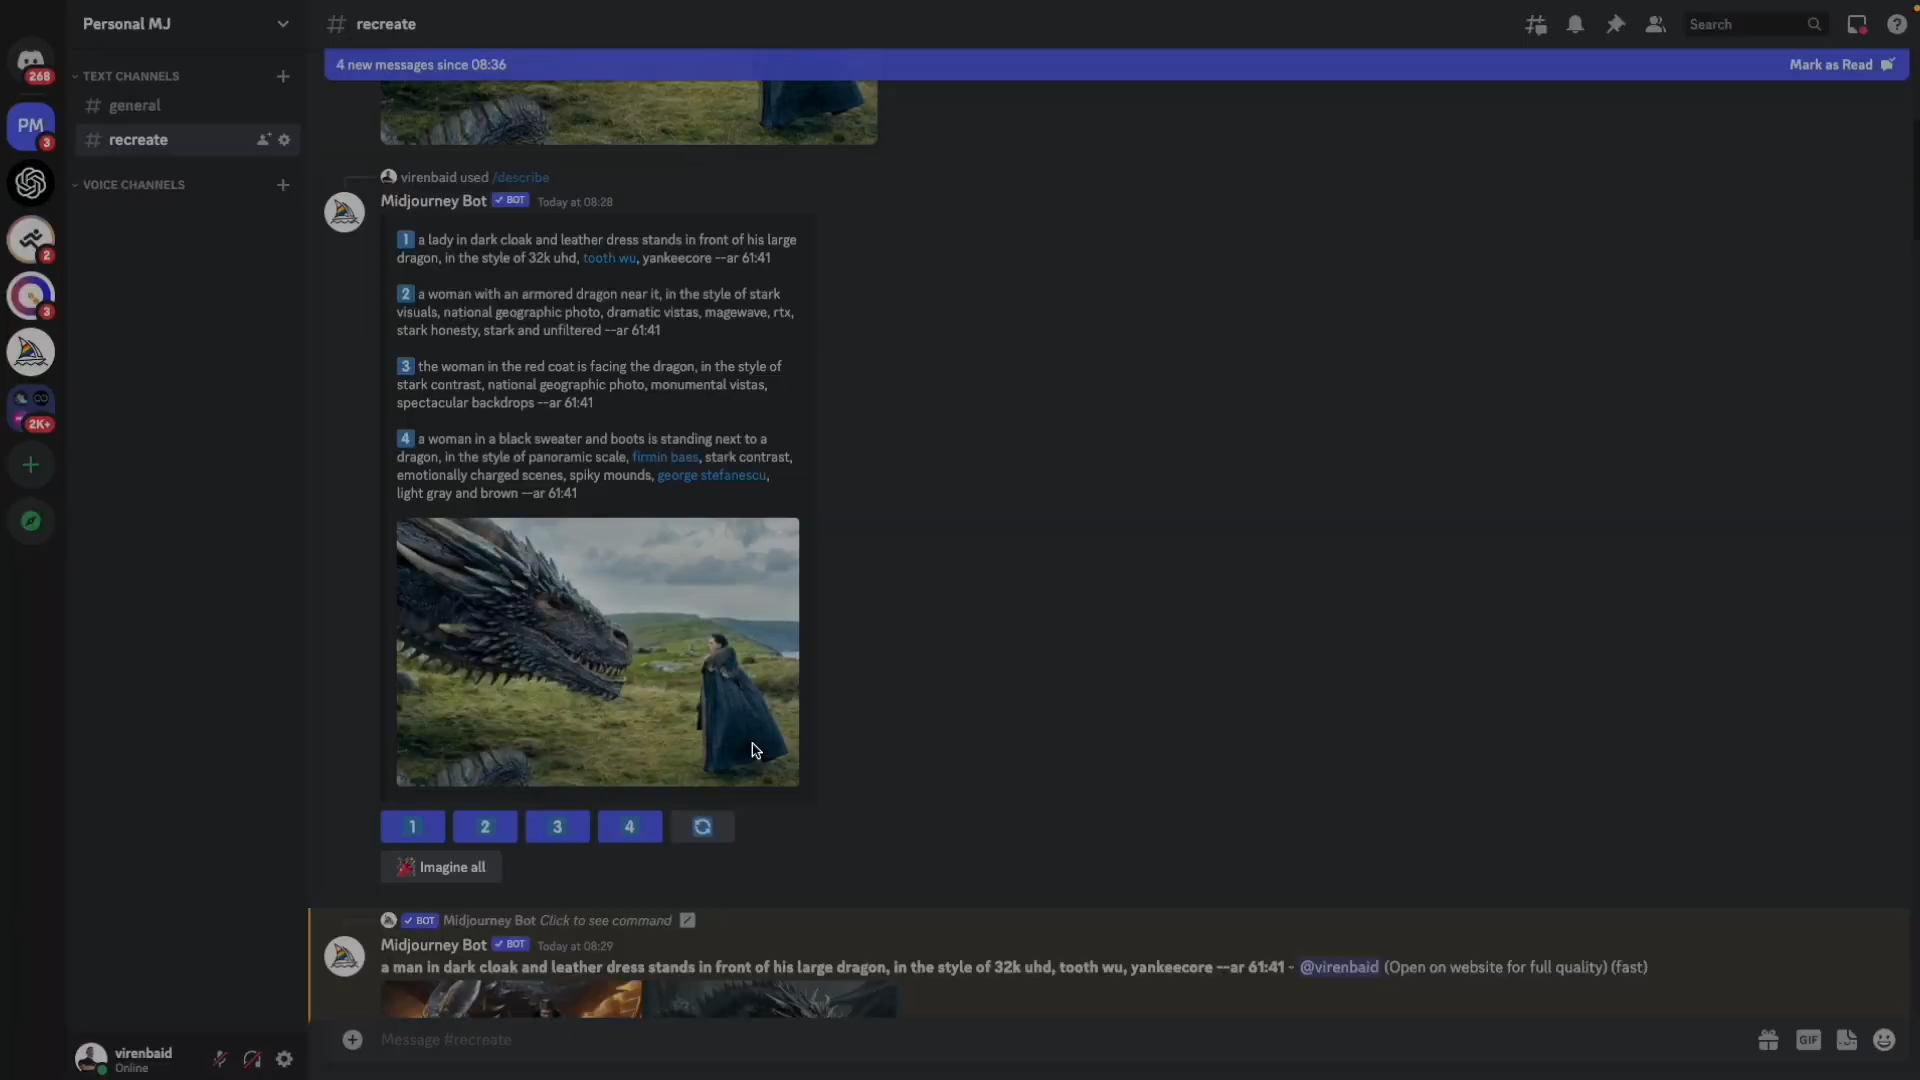 Personal MJ
recreate
Search
4 new messages since 08:36
Mark as Read
268
TEXT CHANNELS
general
PM
3
recreate
VOICE CHANNELS
2
3
2K+
virenbaid used /describe
Midjourney Bot BOT Today at 08:28
1 a lady in dark cloak and leather dress stands in front of his large
dragon, in the style of 32k uhd, tooth wu, yankeecore --ar 61:41
2 a woman with an armored dragon near it, in the style of stark
visuals, national geographic photo, dramatic vistas, magewave, rtx,
stark honesty, stark and unfiltered --ar 61:41
3 the woman in the red coat is facing the dragon, in the style of
stark contrast, national geographic photo, monumental vistas,
spectacular backdrops --ar 61:41
4 a woman in a black sweater and boots is standing next to a
dragon, in the style of panoramic scale, firmin baes, stark contrast,
emotionally charged scenes, spiky mounds, george stefanescu,
light gray and brown --ar 61:41
1 2 3 4
Imagine all
BOT Midjourney Bot Click to see command
Midjourney Bot BOT Today at 08:29
a man in dark cloak and leather dress stands in front of his large dragon, in the style of 32k uhd, tooth wu, yankeecore --ar 61:41 - @virenbaid (Open on website for full quality) (fast)
Message #recreate
GIF
virenbaid
Online